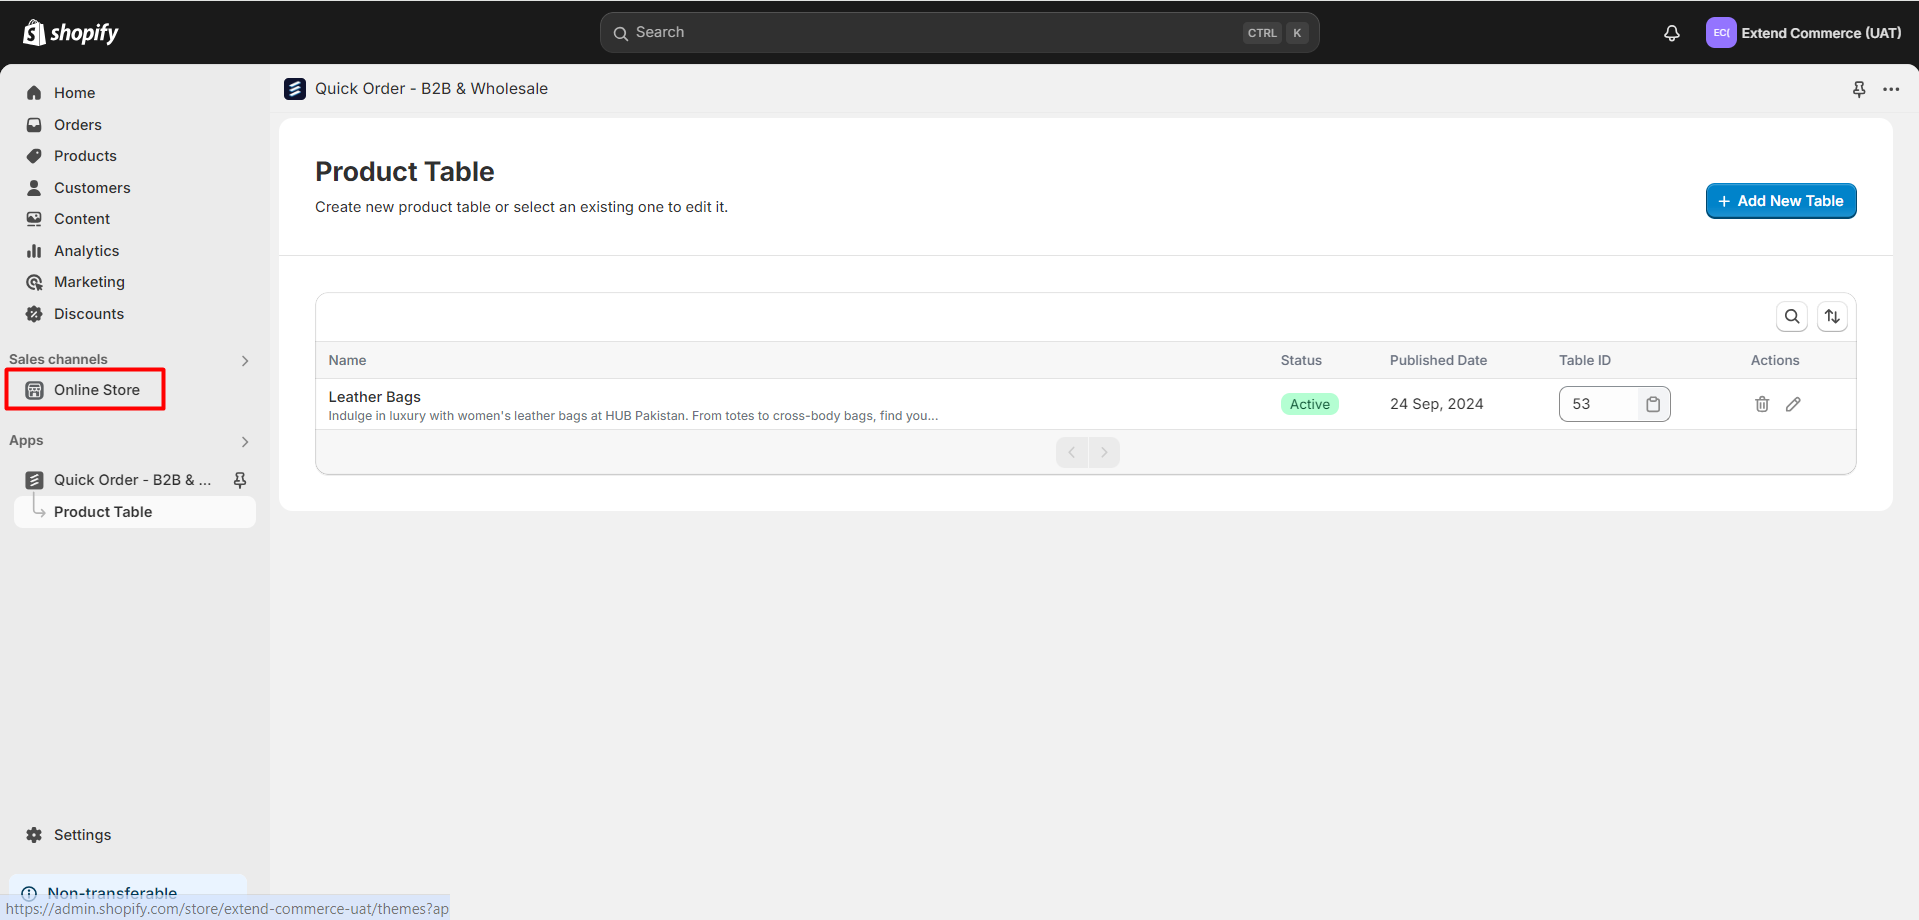 shopify
Search
CTRL K
EC(
Extend Commerce (UAT)
Home
Orders
Products
Customers
Content
Analytics
Marketing
Discounts
Sales channels
Online Store
Apps
Quick Order - B2B & ...
Product Table
Settings
Non-transferable
https://admin.shopify.com/store/extend-commerce-uat/themes?ap
Quick Order - B2B & Wholesale
Product Table
Create new product table or select an existing one to edit it.
+ Add New Table
Name Status Published Date Table ID Actions
Leather Bags
Indulge in luxury with women's leather bags at HUB Pakistan. From totes to cross-body bags, find you...
Active 24 Sep, 2024 53